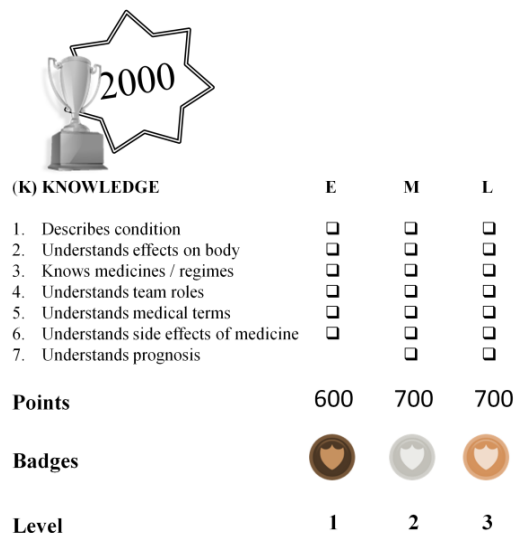 2000
(K) KNOWLEDGE E M L
1. Describes condition ❑ ❑ ❑
2. Understands effects on body ❑ ❑ ❑
3. Knows medicines / regimes ❑ ❑ ❑
4. Understands team roles ❑ ❑ ❑
5. Understands medical terms ❑ ❑ ❑
6. Understands side effects of medicine ❑ ❑ ❑
7. Understands prognosis ❑ ❑
Points 600 700 700
Badges
Level 1 2 3